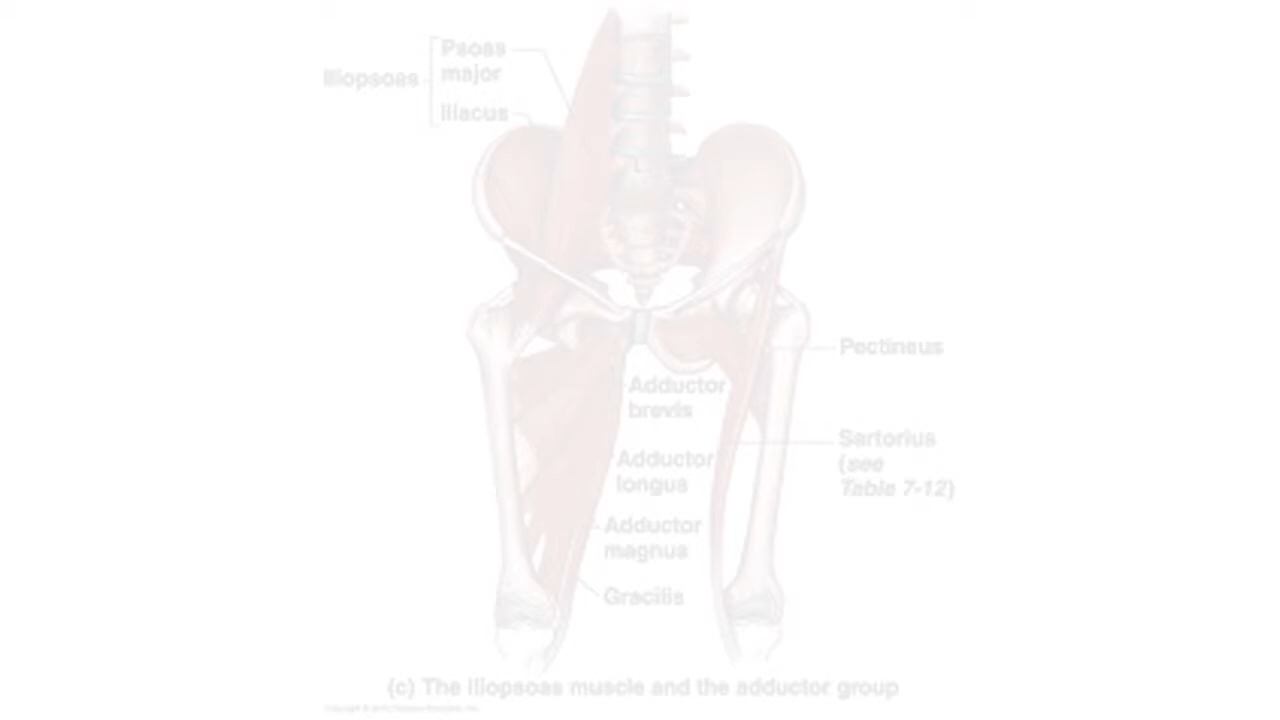 Psoas
major
Iliopsoas
Iliacus
Pectineus
Adductor
brevis
Sartorius
(see
Table 7-12)
Adductor
longus
Adductor
magnus
Gracilis
(c) The iliopsoas muscle and the adductor group